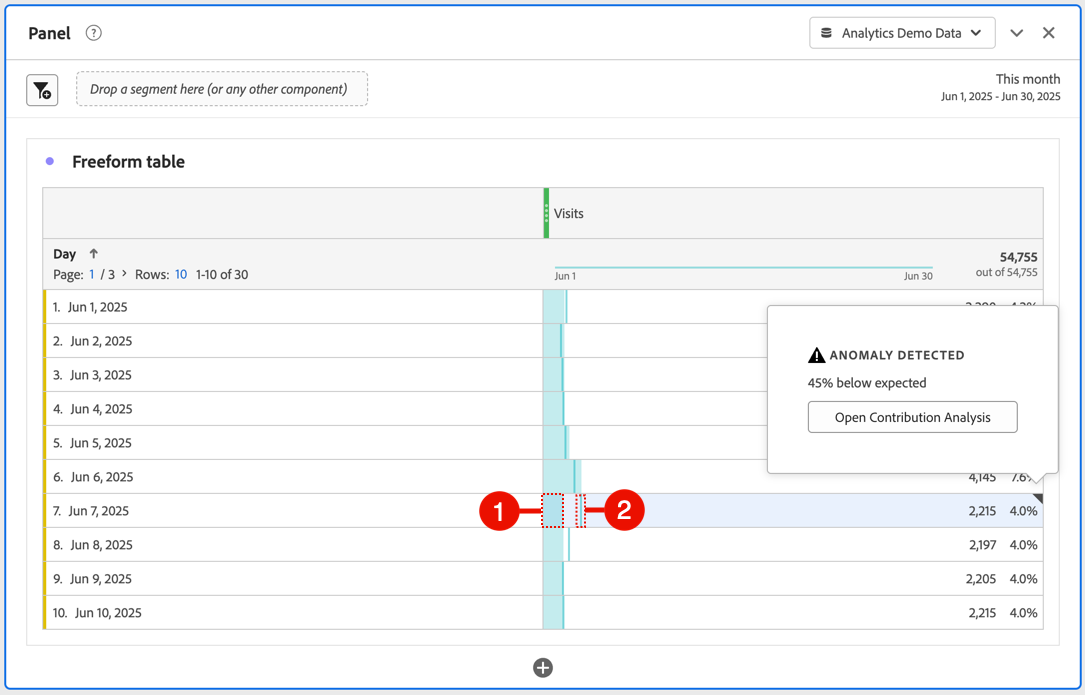 Panel ?
Analytics Demo Data
Drop a segment here (or any other component)
This month
Jun 1, 2025 - Jun 30, 2025
Freeform table
Visits
Day ↑
Page: 1 / 3 > Rows: 10 1-10 of 30
Jun 1
Jun 30
54,755
out of 54,755
1. Jun 1, 2025
2. Jun 2, 2025
3. Jun 3, 2025
4. Jun 4, 2025
5. Jun 5, 2025
6. Jun 6, 2025 4,145 7.6%
7. Jun 7, 2025 1 2 2,215 4.0%
8. Jun 8, 2025 2,197 4.0%
9. Jun 9, 2025 2,205 4.0%
10. Jun 10, 2025 2,215 4.0%
ANOMALY DETECTED
45% below expected
Open Contribution Analysis